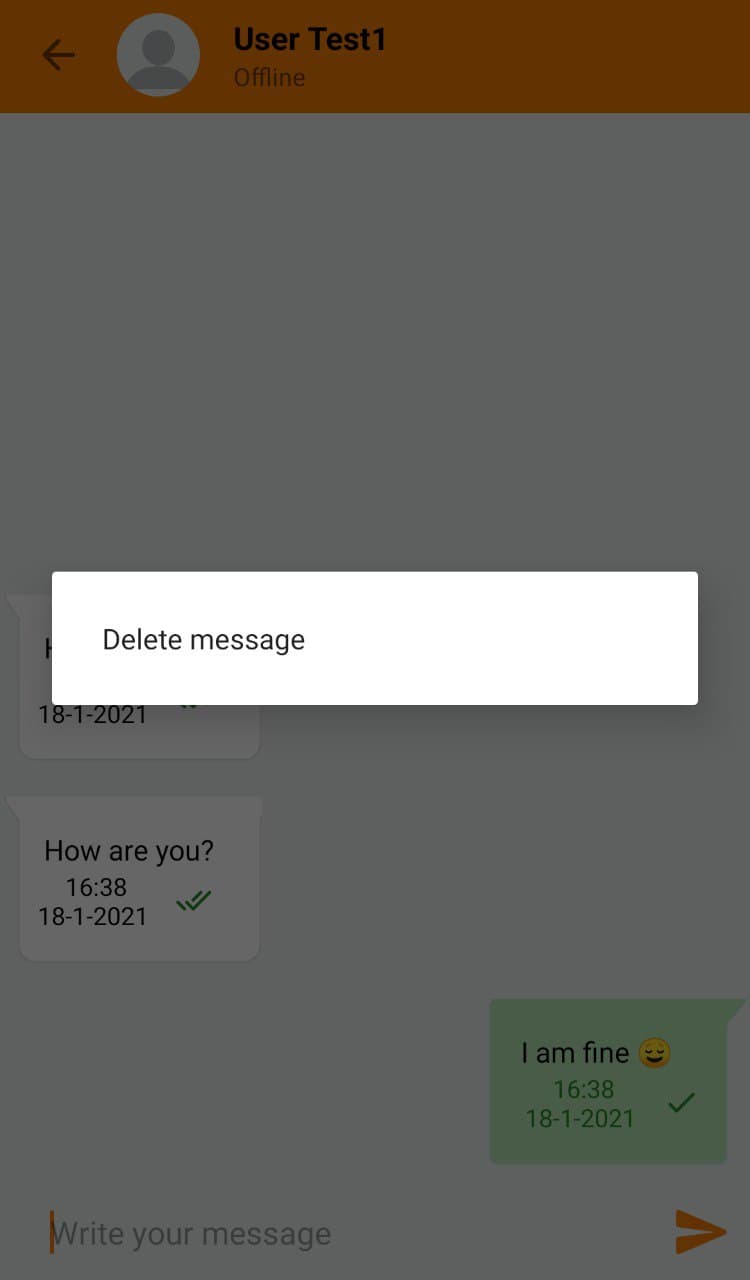 User Test1
Offline
Delete message
18-1-2021
How are you?
16:38
18-1-2021
I am fine 😌
16:38
18-1-2021
Write your message